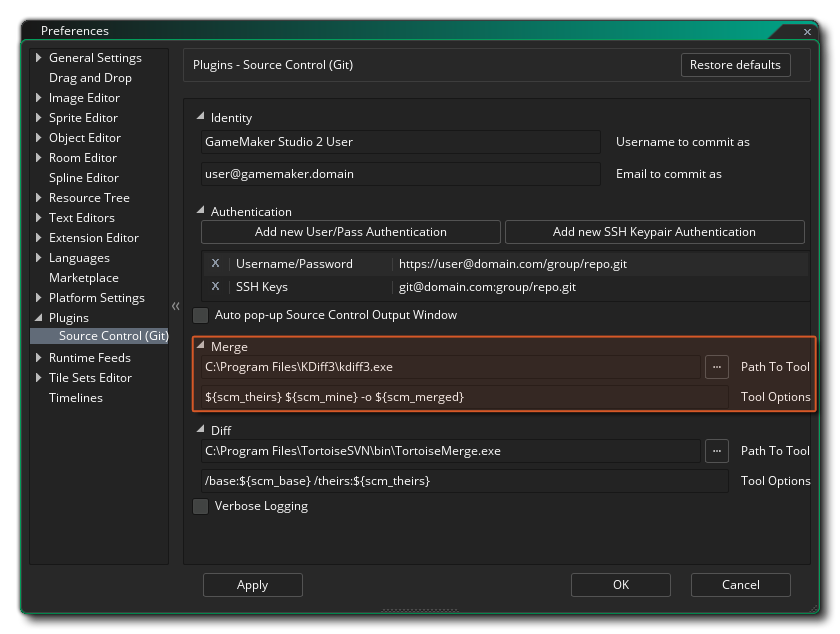 Preferences
General Settings
Drag and Drop
Image Editor
Sprite Editor
Object Editor
Room Editor
Spline Editor
Resource Tree
Text Editors
Extension Editor
Languages
Marketplace
Platform Settings
Plugins
Source Control (Git)
Runtime Feeds
Tile Sets Editor
Timelines
Plugins - Source Control (Git)
Restore defaults
Identity
GameMaker Studio 2 User Username to commit as
user@gamemaker.domain Email to commit as
Authentication
Add new User/Pass Authentication Add new SSH Keypair Authentication
X Username/Password https://user@domain.com/group/repo.git
X SSH Keys git@domain.com:group/repo.git
Auto pop-up Source Control Output Window
Merge
C:\Program Files\KDiff3\kdiff3.exe ... Path To Tool
${scm_theirs} ${scm_mine} -o ${scm_merged} Tool Options
Diff
C:\Program Files\TortoiseSVN\bin\TortoiseMerge.exe ... Path To Tool
/base:${scm_base} /theirs:${scm_theirs} Tool Options
Verbose Logging
Apply OK Cancel